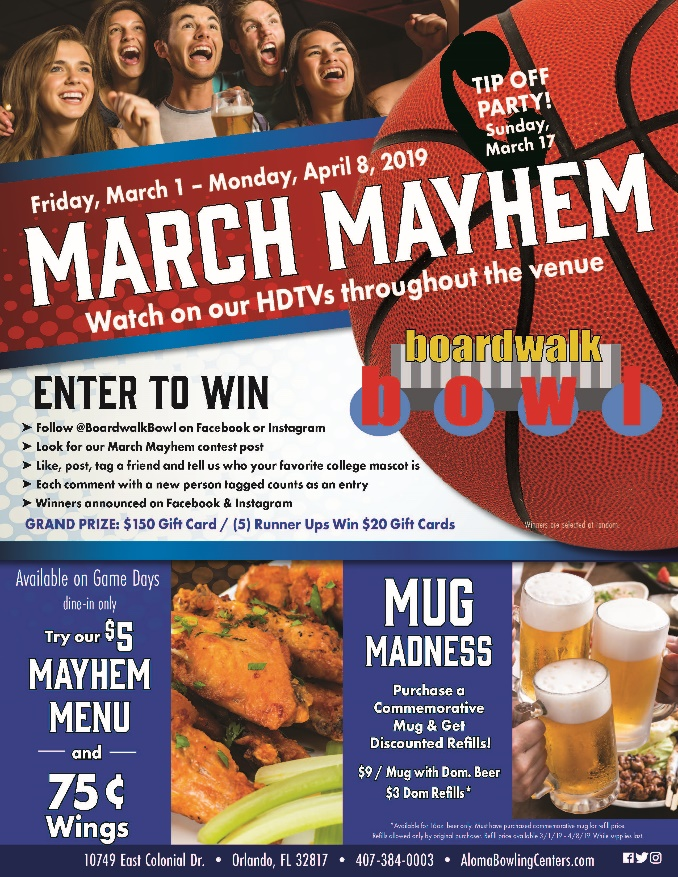 TIP OFF
PARTY!
Sunday,
March 17
Friday, March 1 – Monday, April 8, 2019
MARCH MAYHEM
Watch on our HDTVs throughout the venue
boardwalk
bowl
ENTER TO WIN
➤ Follow @BoardwalkBowl on Facebook or Instagram
➤ Look for our March Mayhem contest post
➤ Like, post, tag a friend and tell us who your favorite college mascot is
➤ Each comment with a new person tagged counts as an entry
➤ Winners announced on Facebook & Instagram
GRAND PRIZE: $150 Gift Card / (5) Runner Ups Win $20 Gift Cards
Winners are selected at random.
Available on Game Days
dine-in only
Try our $5
MAYHEM
MENU
and
75¢
Wings
MUG
MADNESS
Purchase a
Commemorative
Mug & Get
Discounted Refills!
$9 / Mug with Dom. Beer
$3 Dom Refills*
*Available for 16oz. beer only. Must have purchased commemorative mug for refill price.
Refills allowed only by original purchaser. Refill price available 3/1/19 - 4/8/19. While supplies last.
10749 East Colonial Dr. • Orlando, FL 32817 • 407-384-0003 • AlomaBowlingCenters.com